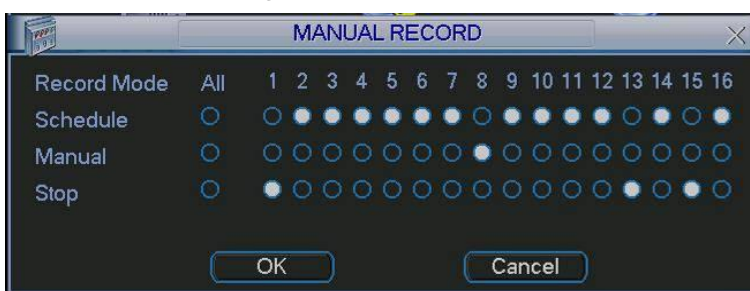 MANUAL RECORD
Record Mode All 1 2 3 4 5 6 7 8 9 10 11 12 13 14 15 16
Schedule
Manual
Stop
OK Cancel